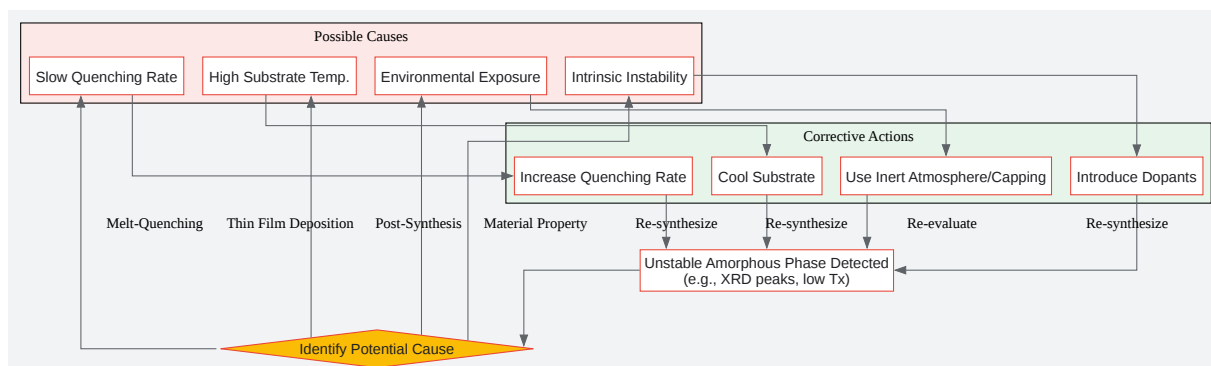 Possible Causes
Slow Quenching Rate
High Substrate Temp.
Environmental Exposure
Intrinsic Instability
Corrective Actions
Increase Quenching Rate
Cool Substrate
Use Inert Atmosphere/Capping
Introduce Dopants
Melt-Quenching
Thin Film Deposition
Post-Synthesis
Material Property
Re-synthesize
Re-synthesize
Re-evaluate
Re-synthesize
Unstable Amorphous Phase Detected
(e.g., XRD peaks, low Tx)
Identify Potential Cause